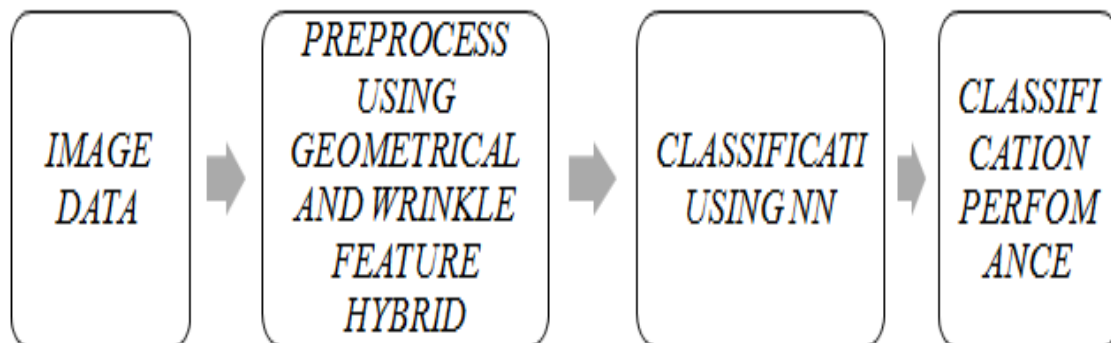 IMAGE
DATA
PREPROCESS
USING
GEOMETRICAL
AND WRINKLE
FEATURE
HYBRID
CLASSIFICATI
USING NN
CLASSIFI
CATION
PERFOM
ANCE